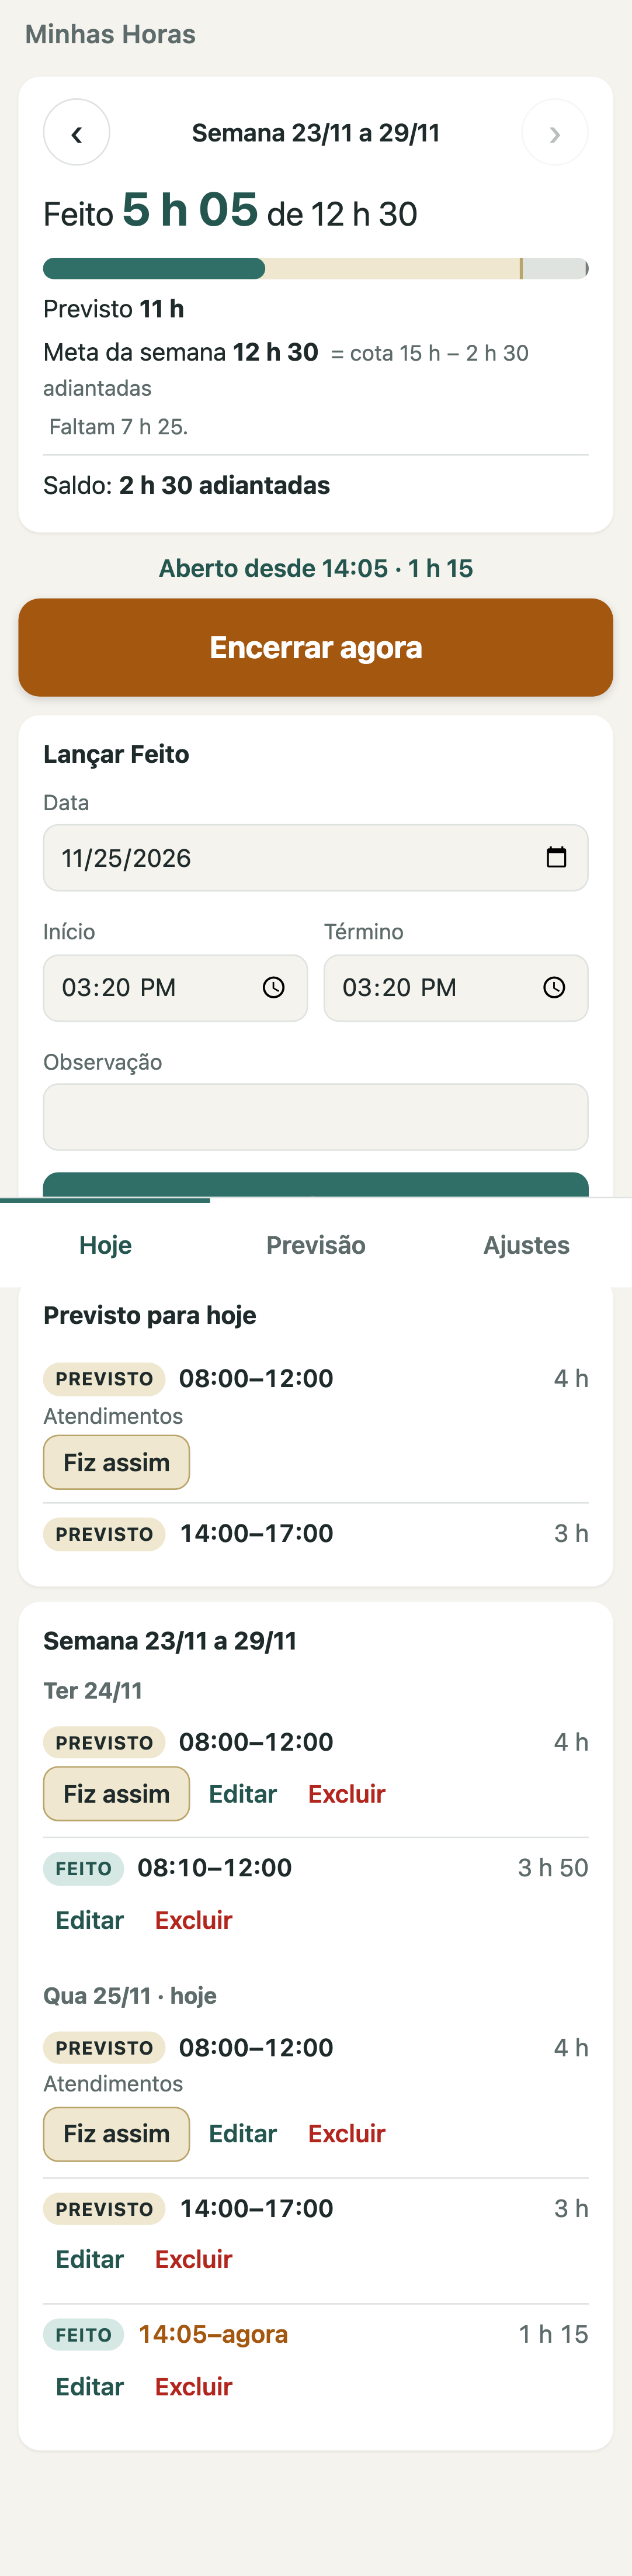 Minhas Horas
‹ Semana 23/11 a 29/11 ›
Feito 5 h 05 de 12 h 30
Previsto 11 h
Meta da semana 12 h 30 = cota 15 h – 2 h 30
adiantadas
Faltam 7 h 25.
Saldo: 2 h 30 adiantadas
Aberto desde 14:05 · 1 h 15
Encerrar agora
Lançar Feito
Data
11/25/2026
Início Término
03:20 PM 03:20 PM
Observação
Hoje Previsão Ajustes
Previsto para hoje
PREVISTO 08:00–12:00 4 h
Atendimentos
Fiz assim
PREVISTO 14:00–17:00 3 h
Semana 23/11 a 29/11
Ter 24/11
PREVISTO 08:00–12:00 4 h
Fiz assim Editar Excluir
FEITO 08:10–12:00 3 h 50
Editar Excluir
Qua 25/11 · hoje
PREVISTO 08:00–12:00 4 h
Atendimentos
Fiz assim Editar Excluir
PREVISTO 14:00–17:00 3 h
Editar Excluir
FEITO 14:05–agora 1 h 15
Editar Excluir